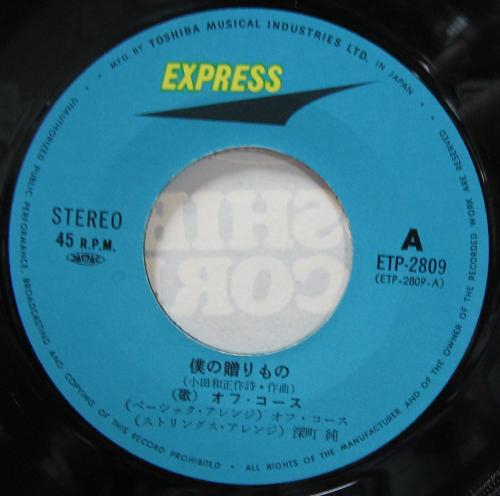 MFD. BY TOSHIBA MUSICAL INDUSTRIES LTD. IN JAPAN
EXPRESS
STEREO
45 R.P.M.
A
ETP-2809
(ETP-2809-A)
僕の贈りもの
(小田和正作詩・作曲)
(歌) オフ・コース
(ベーシック・アレンジ) オフ・コース
(ストリングス・アレンジ) 深町 純
ALL RIGHTS OF THE MANUFACTURER AND OF THE OWNER OF THE RECORDED WORK ARE RESERVED
UNAUTHORIZED PUBLIC PERFORMANCE, BROADCASTING AND COPYING OF THIS RECORD PROHIBITED